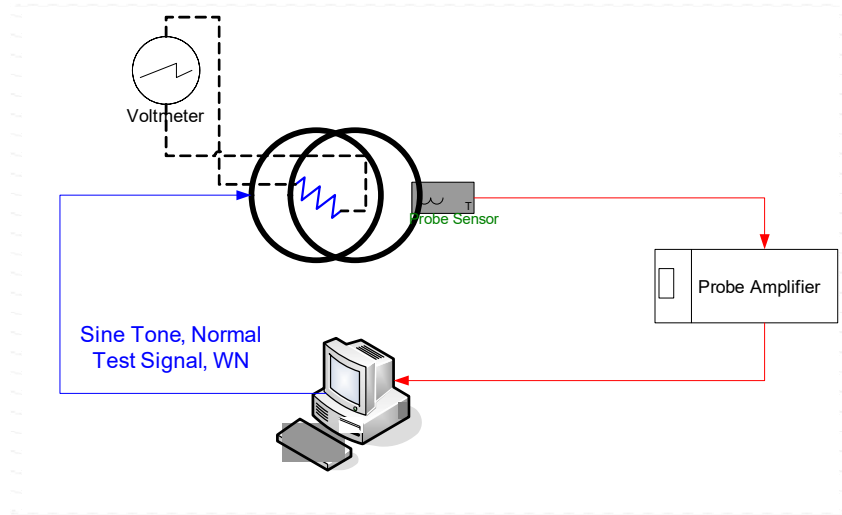 Voltmeter
T
Probe Sensor
Probe Amplifier
Sine Tone, Normal
Test Signal, WN